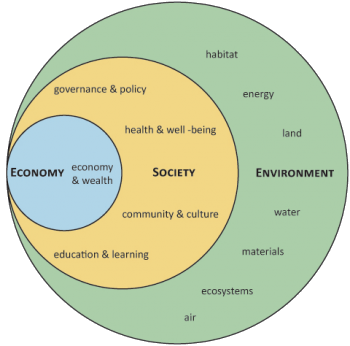 habitat
governance & policy
energy
health & well -being
land
ECONOMY
economy
& wealth
SOCIETY
ENVIRONMENT
community & culture
water
education & learning
materials
ecosystems
air